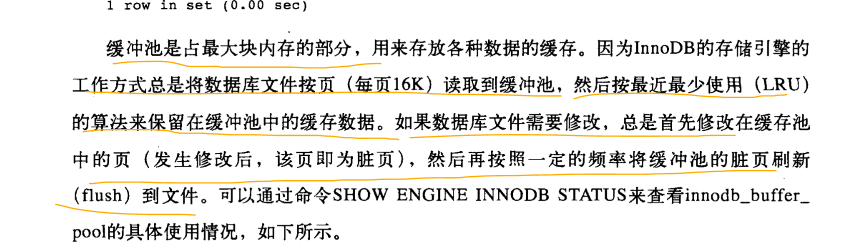 1 row in set (0.00 sec)
缓冲池是占最大块内存的部分，用来存放各种数据的缓存。因为InnoDB的存储引擎的
工作方式总是将数据库文件按页（每页16K）读取到缓冲池，然后按最近最少使用（LRU）
的算法来保留在缓冲池中的缓存数据。如果数据库文件需要修改，总是首先修改在缓存池
中的页（发生修改后，该页即为脏页），然后再按照一定的频率将缓冲池的脏页刷新
（flush）到文件。可以通过命令SHOW ENGINE INNODB STATUS来查看innodb_buffer_
pool的具体使用情况，如下所示。